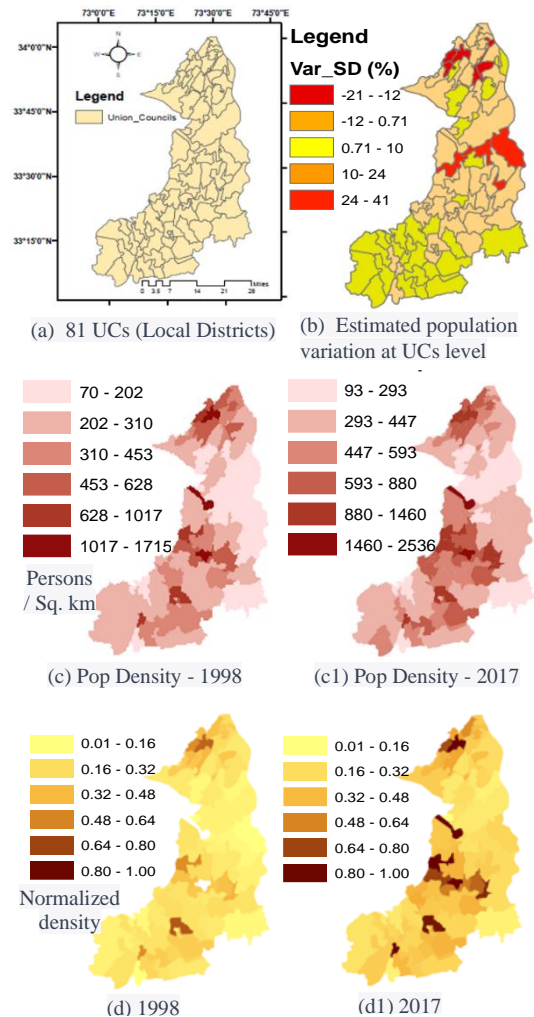 73°0'0"E 73°15'0"E 73°30'0"E 73°45'0"E
34°0'0"N
33°45'0"N
33°30'0"N
33°15'0"N
N
W E
S
Legend
Union_Councils
Miles
0 3.5 7 14 21 28
(a) 81 UCs (Local Districts)
Legend
Var_SD (%)
-21 - -12
-12 - 0.71
0.71 - 10
10- 24
24 - 41
(b) Estimated population
variation at UCs level
70 - 202
202 - 310
310 - 453
453 - 628
628 - 1017
1017 - 1715
Persons
/ Sq. km
(c) Pop Density - 1998
93 - 293
293 - 447
447 - 593
593 - 880
880 - 1460
1460 - 2536
(c1) Pop Density - 2017
0.01 - 0.16
0.16 - 0.32
0.32 - 0.48
0.48 - 0.64
0.64 - 0.80
0.80 - 1.00
Normalized
density
(d) 1998
0.01 - 0.16
0.16 - 0.32
0.32 - 0.48
0.48 - 0.64
0.64 - 0.80
0.80 - 1.00
(d1) 2017